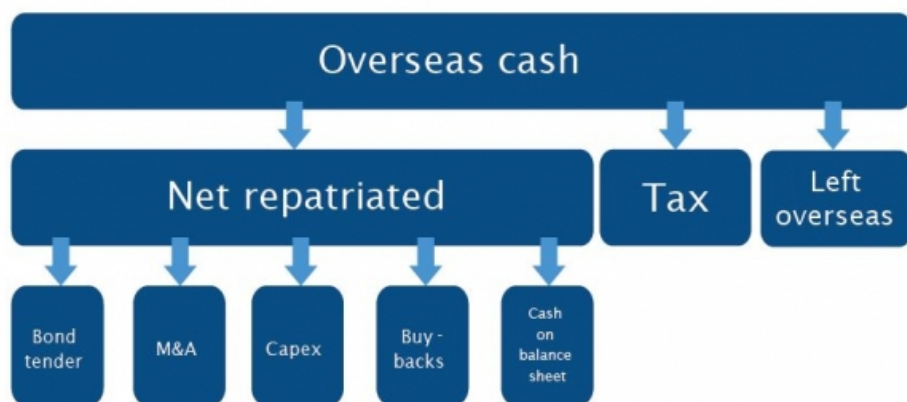 Overseas cash
Net repatriated
Tax
Left
overseas
Bond
tender
M&A
Capex
Buy-
backs
Cash
on
balance
sheet